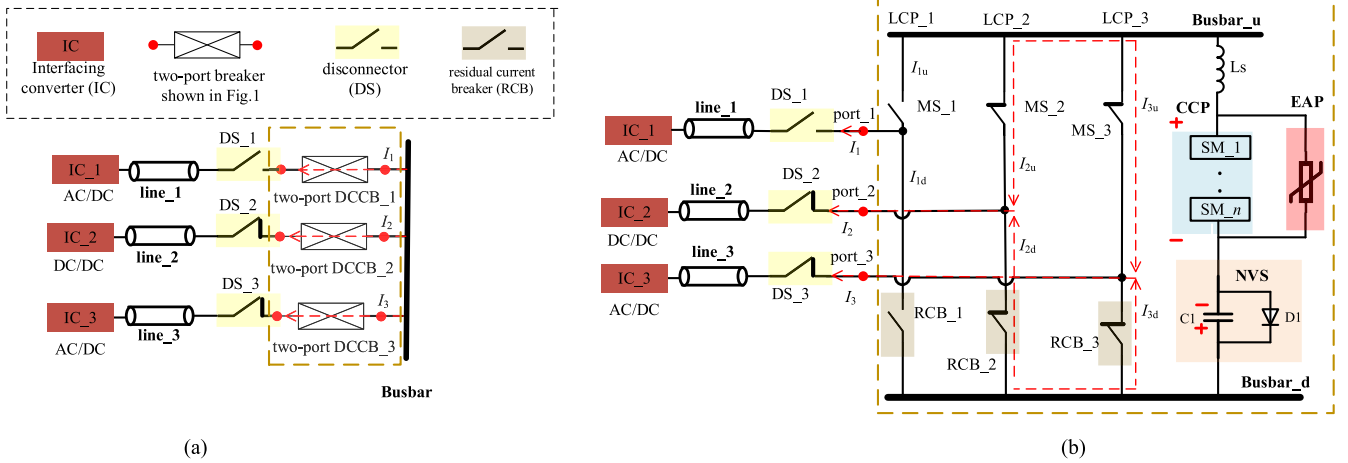 IC
Interfacing
converter (IC)
two-port breaker
shown in Fig.1
disconnector
(DS)
residual current
breaker (RCB)
IC_1
AC/DC
line_1
DS_1
two-port DCCB_1
I1
IC_2
DC/DC
line_2
DS_2
two-port DCCB_2
I2
IC_3
AC/DC
line_3
DS_3
two-port DCCB_3
I3
Busbar
(a)
LCP_1
LCP_2
LCP_3
Busbar_u
I1u
MS_1
MS_2
MS_3
I3u
Ls
CCP
EAP
+
SM_1
SM_n
−
IC_1
AC/DC
line_1
DS_1
port_1
I1
I1d
I2u
IC_2
DC/DC
line_2
DS_2
port_2
I2
I2d
IC_3
AC/DC
line_3
DS_3
port_3
I3
I3d
RCB_1
RCB_2
RCB_3
NVS
−
C1
+
D1
Busbar_d
(b)